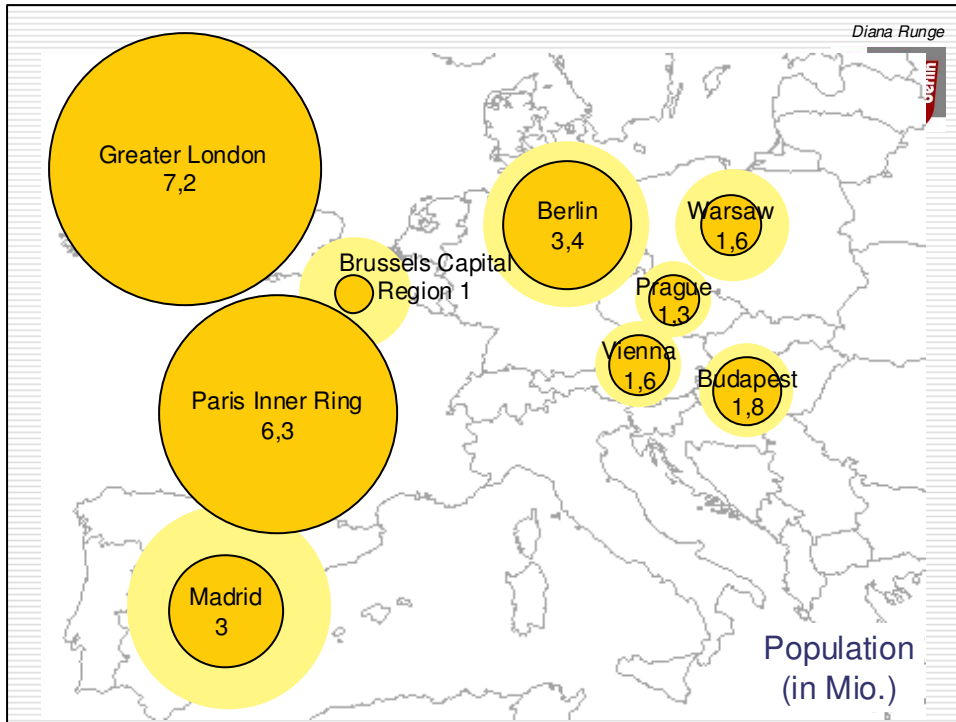 Diana Runge
Berlin
Greater London
7,2
Berlin
3,4
Warsaw
1,6
Brussels Capital
Region 1
Prague
1,3
Vienna
1,6
Budapest
1,8
Paris Inner Ring
6,3
Madrid
3
Population
(in Mio.)